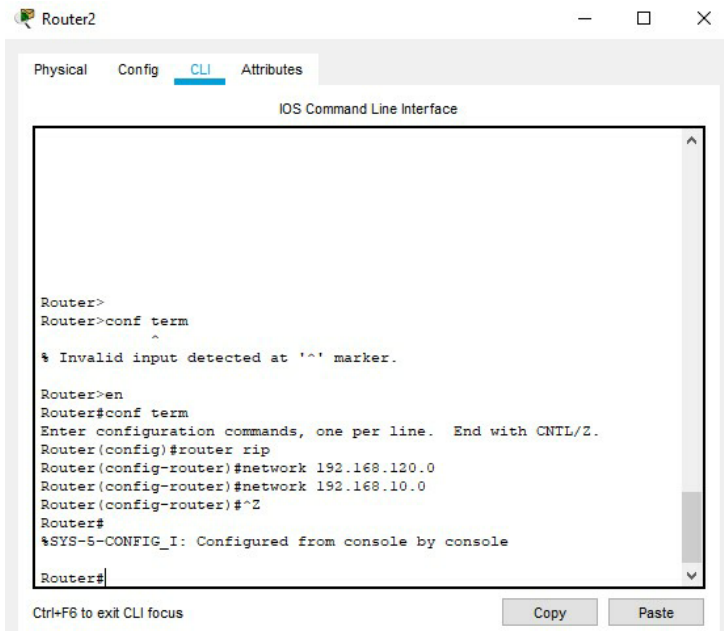 Router2
Physical Config CLI Attributes
IOS Command Line Interface
Router>
Router>conf term
^
% Invalid input detected at '^' marker.
Router>en
Router#conf term
Enter configuration commands, one per line.  End with CNTL/Z.
Router(config)#router rip
Router(config-router)#network 192.168.120.0
Router(config-router)#network 192.168.10.0
Router(config-router)#^Z
Router#
%SYS-5-CONFIG_I: Configured from console by console
Router#
Ctrl+F6 to exit CLI focus
Copy Paste